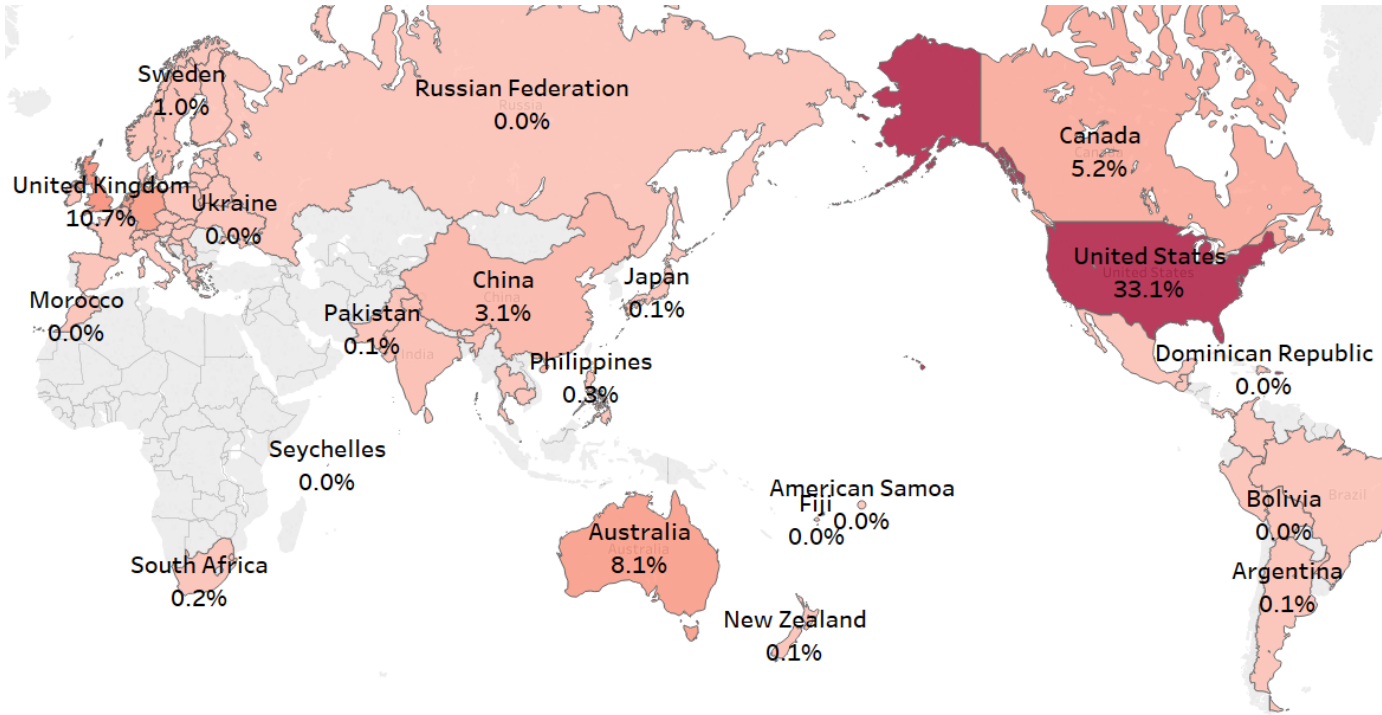 Sweden
1.0%
Russian Federation
Russia
0.0%
Canada
Canada
5.2%
United Kingdom
10.7%
Ukraine
0.0%
China
China
3.1%
Japan
0.1%
United States
United States
33.1%
Morocco
0.0%
Pakistan
0.1%
India
Philippines
0.3%
Dominican Republic
0.0%
Seychelles
0.0%
American Samoa
0.0%
Fiji
0.0%
Bolivia
0.0%
Brazil
Australia
Australia
8.1%
South Africa
0.2%
Argentina
0.1%
New Zealand
0.1%